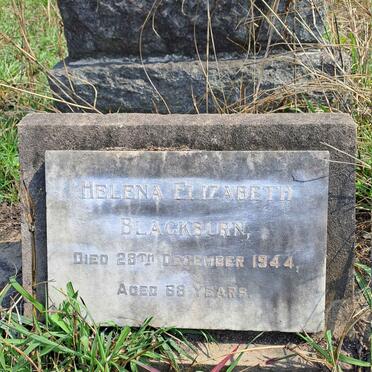 HELENA ELIZABETH
BLACKBURN,
DIED 28TH DECEMBER 1944,
AGED 68 YEARS.